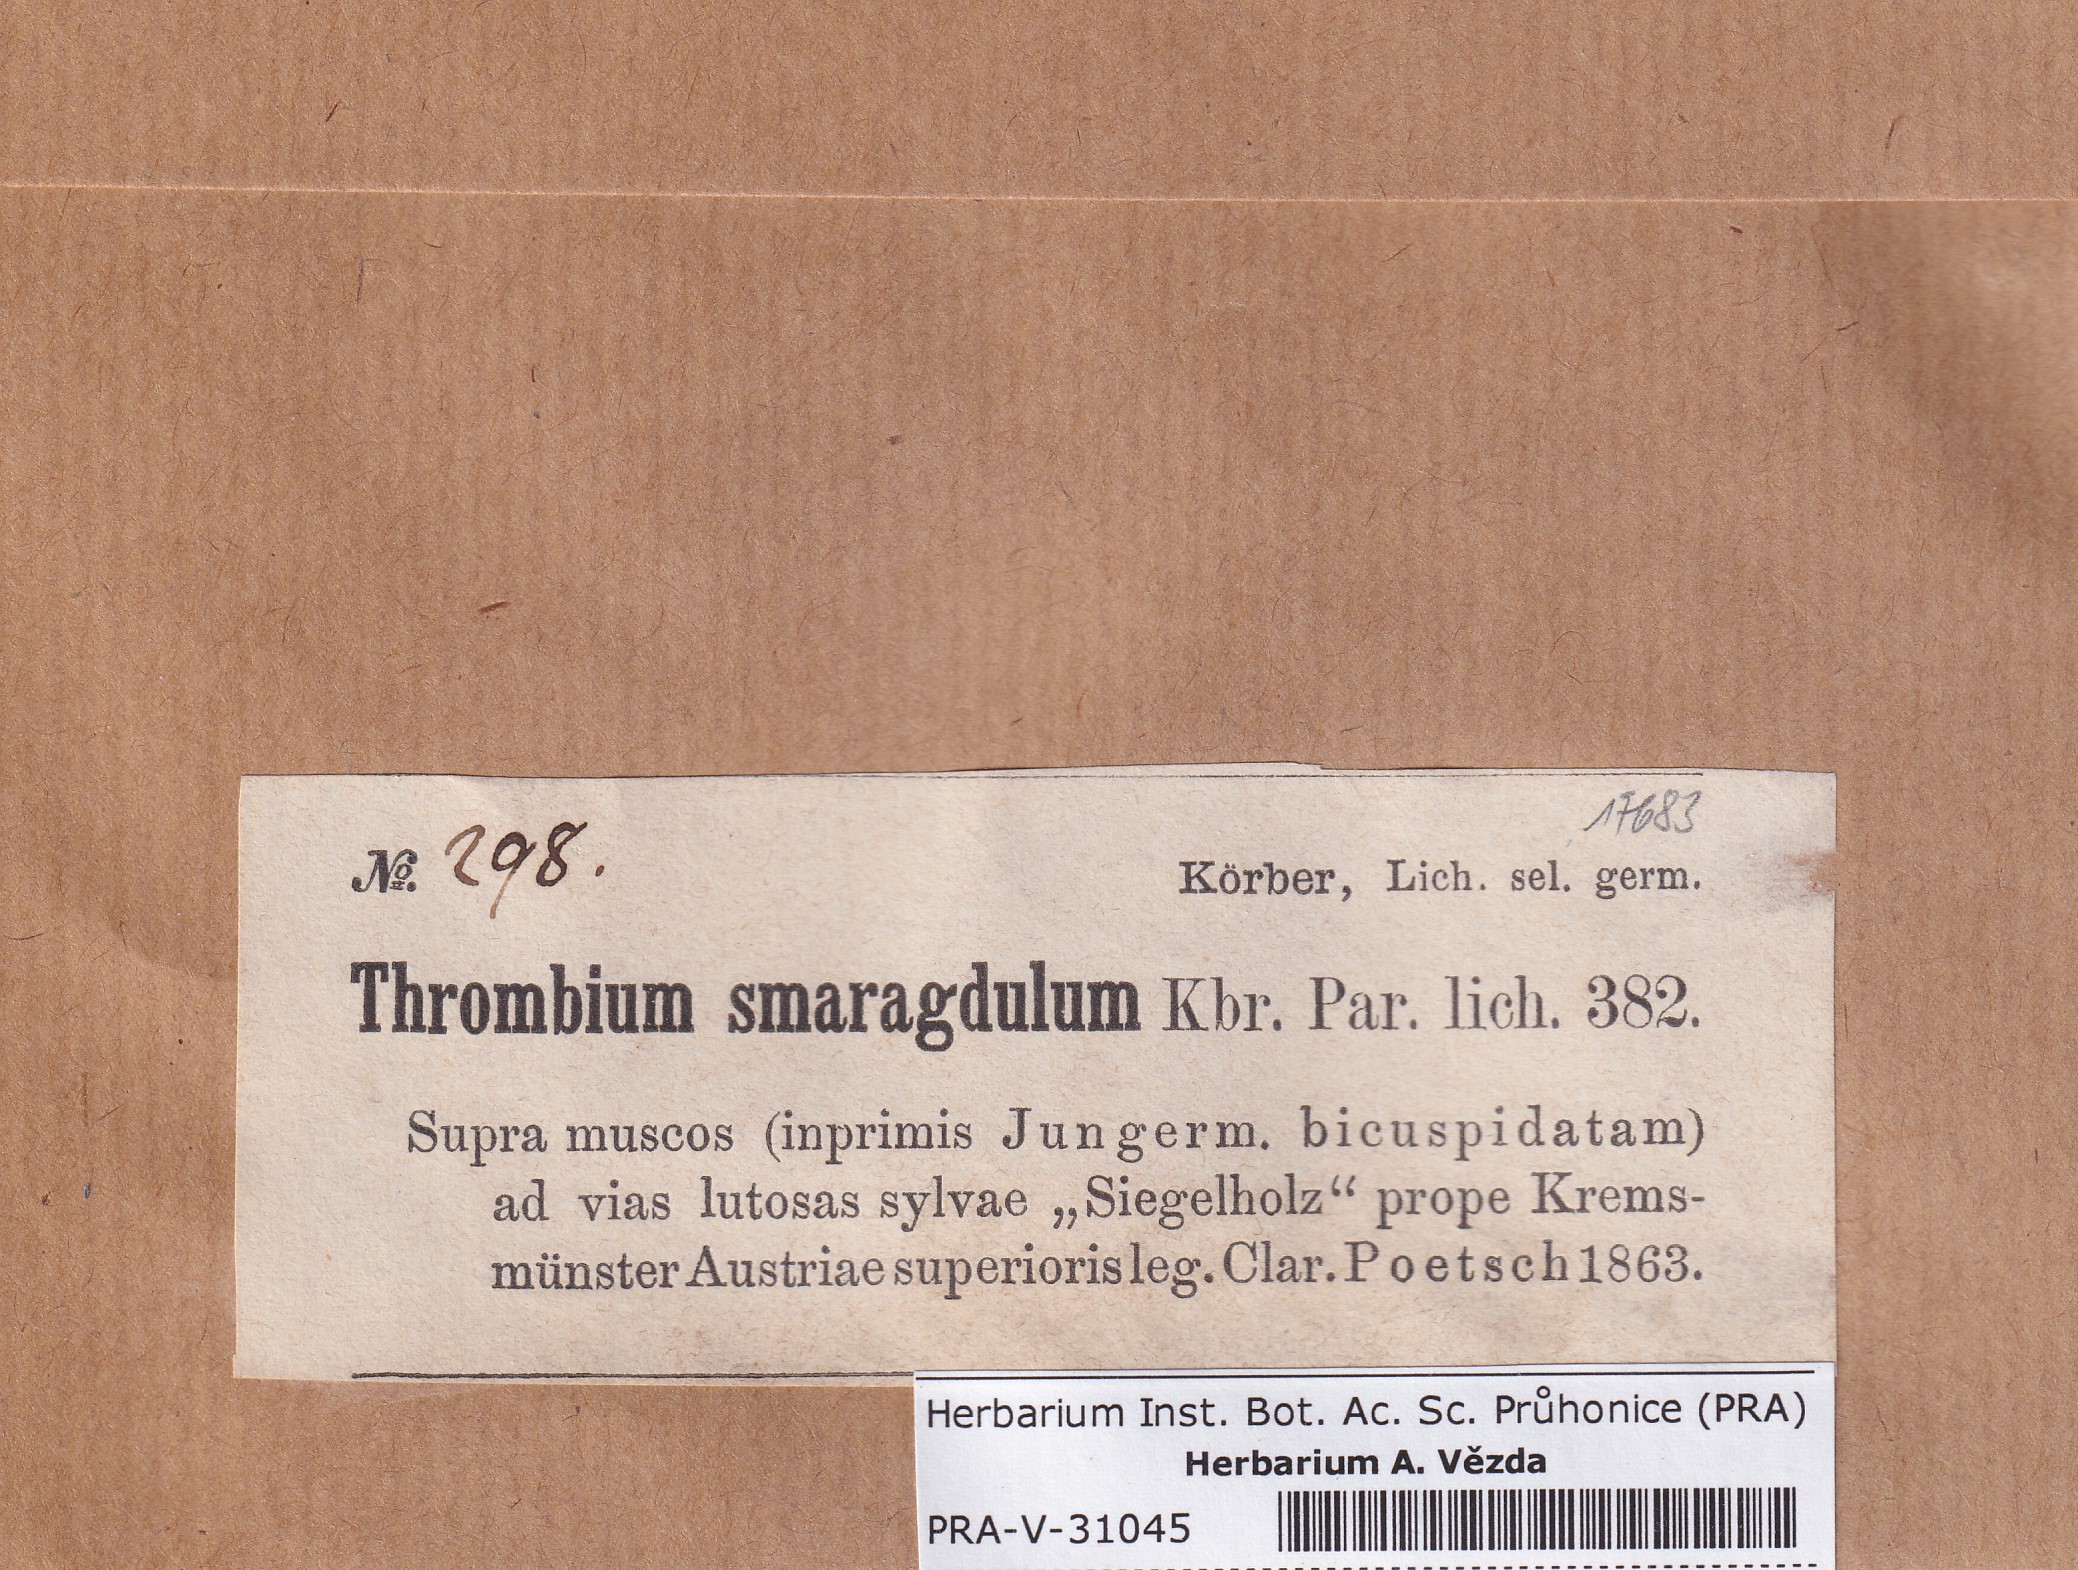 17683
№. 298.
Körber, Lich. sel. germ.
Thrombium smaragdulum Kbr. Par. lich. 382.
Supra muscos (inprimis Jungerm. bicuspidatam)
ad vias lutosas sylvae „Siegelholz“ prope Krems-
münster Austriae superioris leg. Clar. Poetsch 1863.
Herbarium Inst. Bot. Ac. Sc. Průhonice (PRA)
Herbarium A. Vězda
PRA-V-31045